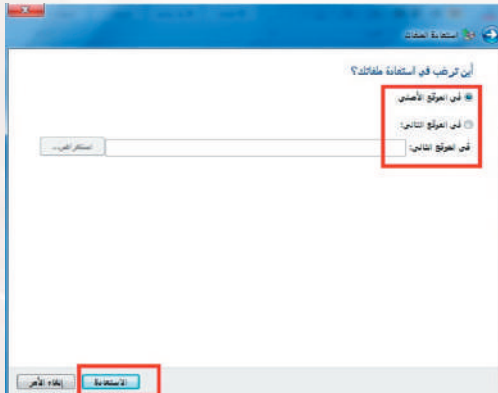 استعادة الملفات
أين ترغب في استعادة ملفاتك؟
في الموقع الأصلي
في الموقع التالي:
في الموقع التالي:
استعراض...
الاستعادة
إلغاء الأمر